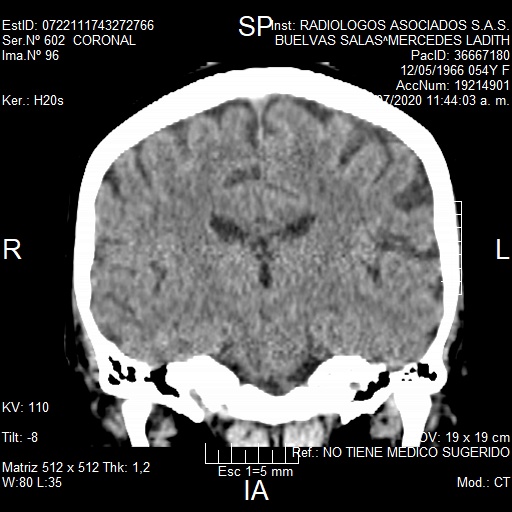 EstID: 0722111743272766
Ser.Nº 602 CORONAL
Ima.Nº 96
Ker.: H20s
SP
Inst: RADIOLOGOS ASOCIADOS S.A.S.
BUELVAS SALAS^MERCEDES LADITH
PacID: 36667180
12/05/1966 054Y F
AccNum: 19214901
07/2020 11:44:03 a. m.
R
L
KV: 110
Tilt: -8
Matriz 512 x 512 Thk: 1,2
W:80 L:35
Esc 1=5 mm
IA
OV: 19 x 19 cm
Ref.: NO TIENE MEDICO SUGERIDO
Mod.: CT